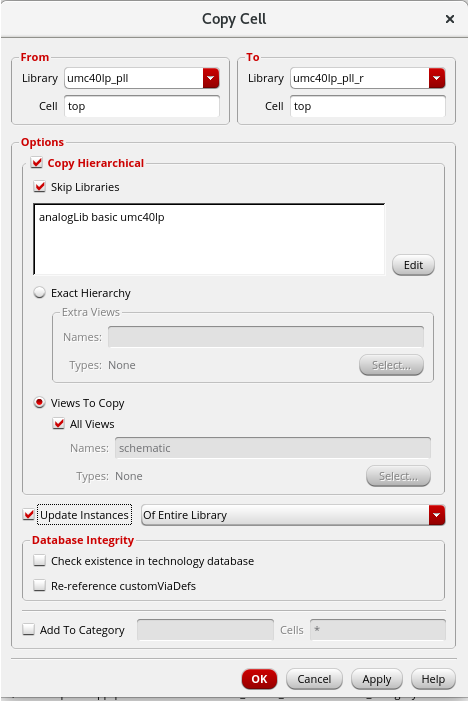 Copy Cell
From
Library umc40lp_pll
Cell top
To
Library umc40lp_pll_r
Cell top
Options
Copy Hierarchical
Skip Libraries
analogLib basic umc40lp
Edit
Exact Hierarchy
Extra Views
Names:
Types: None Select...
Views To Copy
All Views
Names: schematic
Types: None Select...
Update Instances Of Entire Library
Database Integrity
Check existence in technology database
Re-reference customViaDefs
Add To Category Cells *
OK Cancel Apply Help